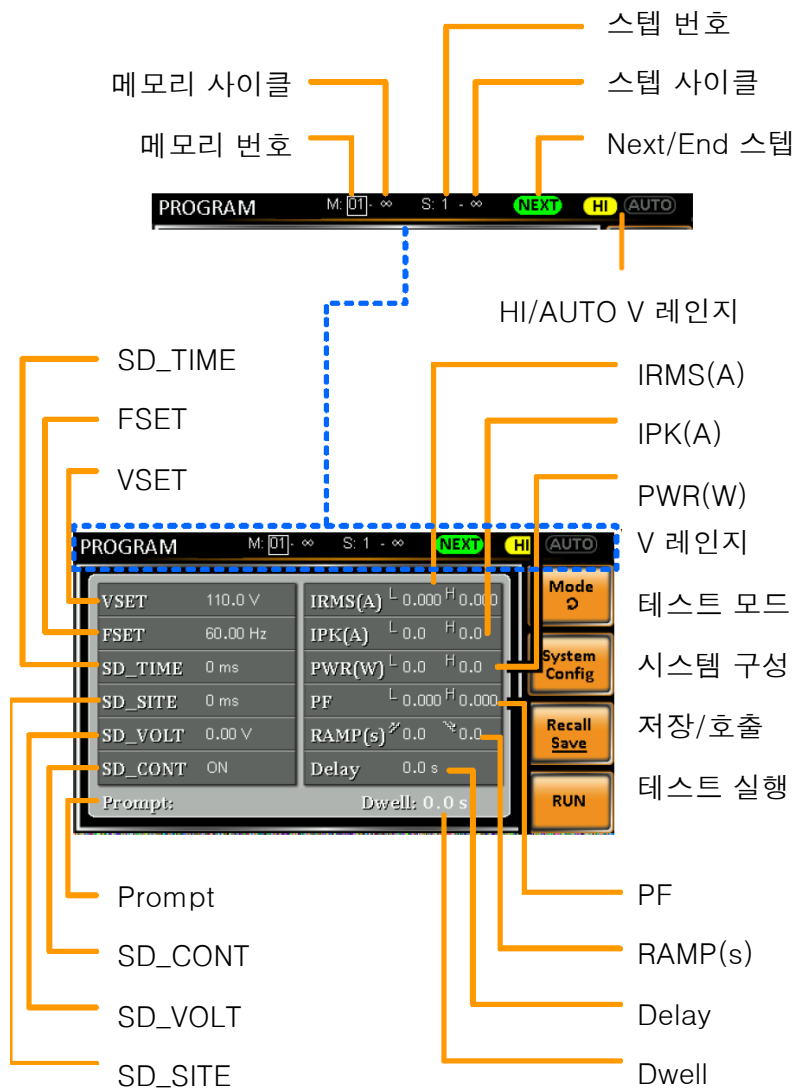 스텝 번호
메모리 사이클
스텝 사이클
메모리 번호
Next/End 스텝
PROGRAM M: 01 - ∞ S: 1 - ∞ NEXT HI AUTO
HI/AUTO V 레인지
SD_TIME
IRMS(A)
FSET
IPK(A)
VSET
PWR(W)
PROGRAM M: 01 - ∞ S: 1 - ∞ NEXT HI AUTO
V 레인지
VSET 110.0 V IRMS(A) L 0.000 H 0.000
Mode
테스트 모드
FSET 60.00 Hz IPK(A) L 0.0 H 0.0
SD_TIME 0 ms PWR(W) L 0.0 H 0.0
System
Config
시스템 구성
SD_SITE 0 ms PF L 0.000 H 0.000
SD_VOLT 0.00 V RAMP(s) 0.0 0.0
Recall
Save
저장/호출
SD_CONT ON Delay 0.0 s
Prompt: Dwell: 0.0 s
RUN
테스트 실행
Prompt
PF
SD_CONT
RAMP(s)
SD_VOLT
Delay
SD_SITE
Dwell